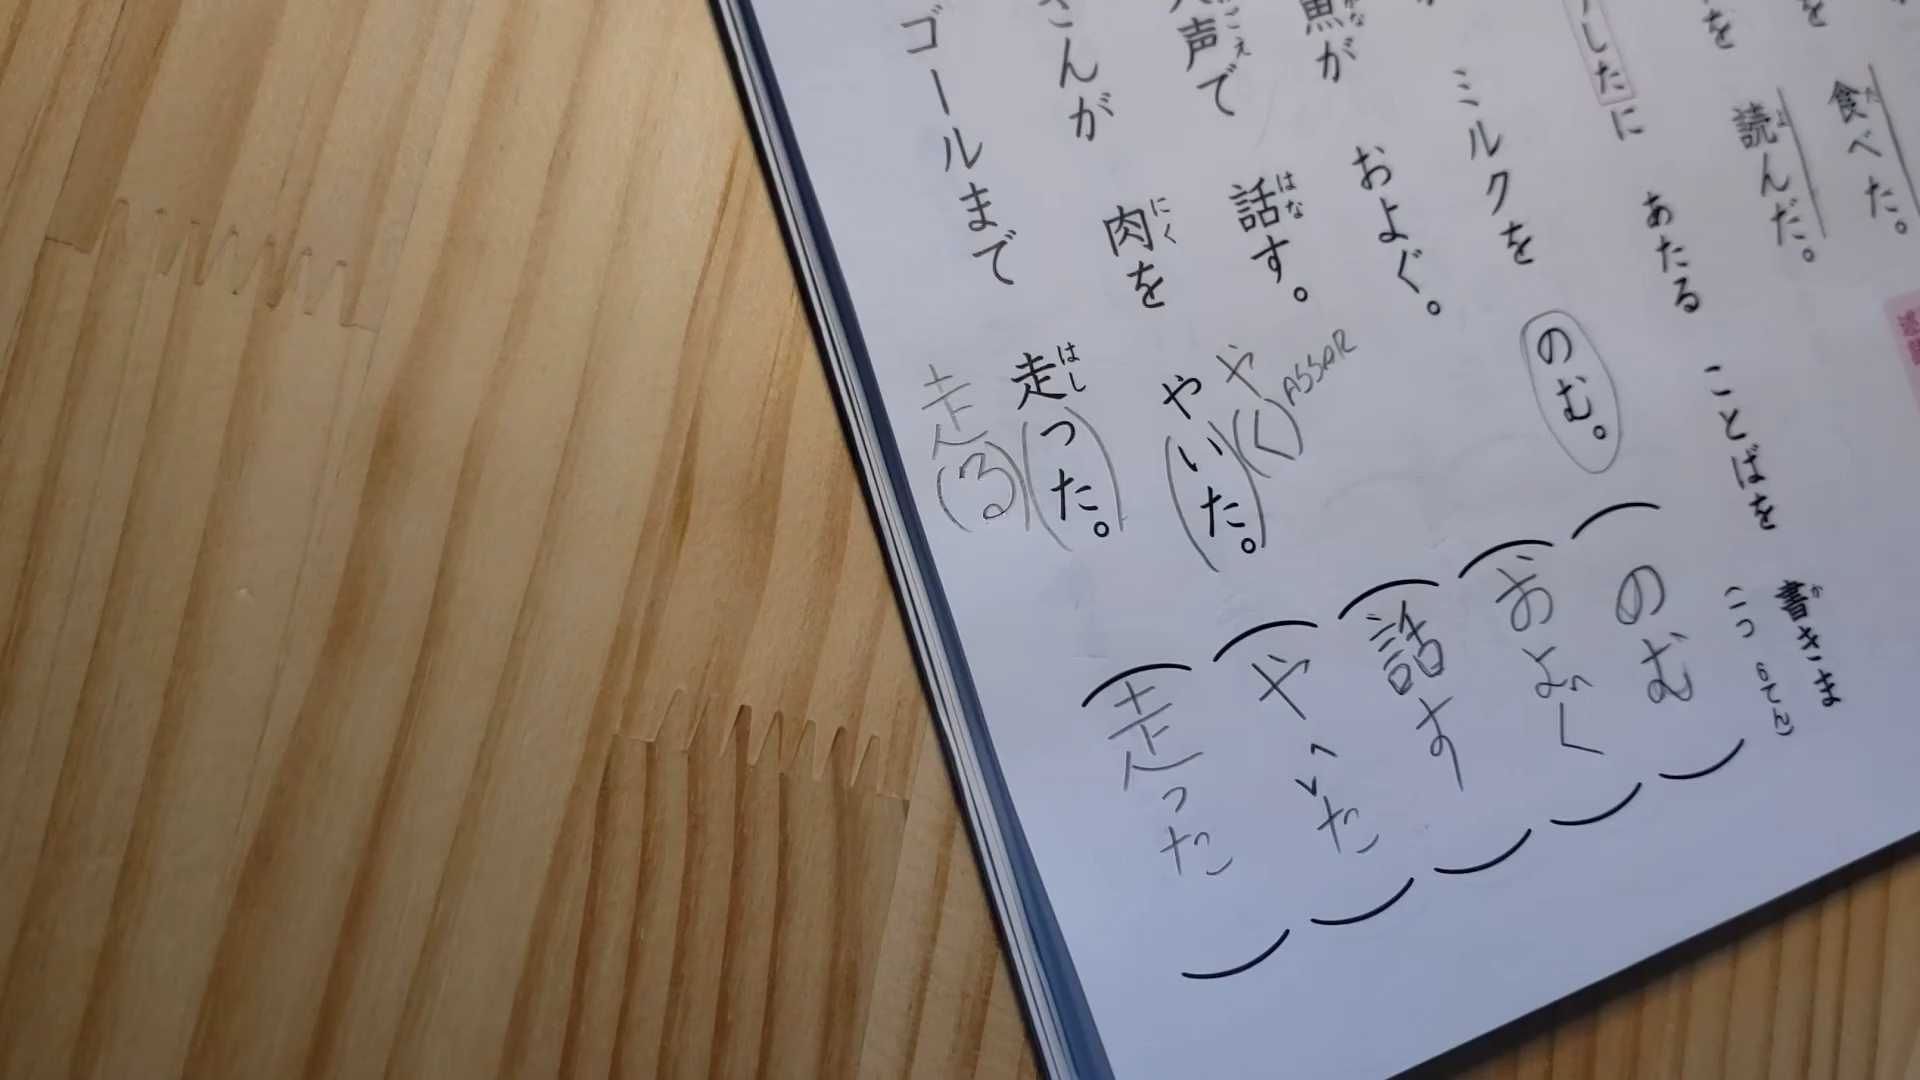 食べた。
を 読んだ。
したに あたる ことばを 書きま
(一つ 6てん)
ミルクを のむ。
のむ
魚が およぐ。
およぐ
声で 話す。
話す
さんが 肉を やいた。
や(く) ASSAR
やいた
ゴールまで 走った。
走(る)
走った